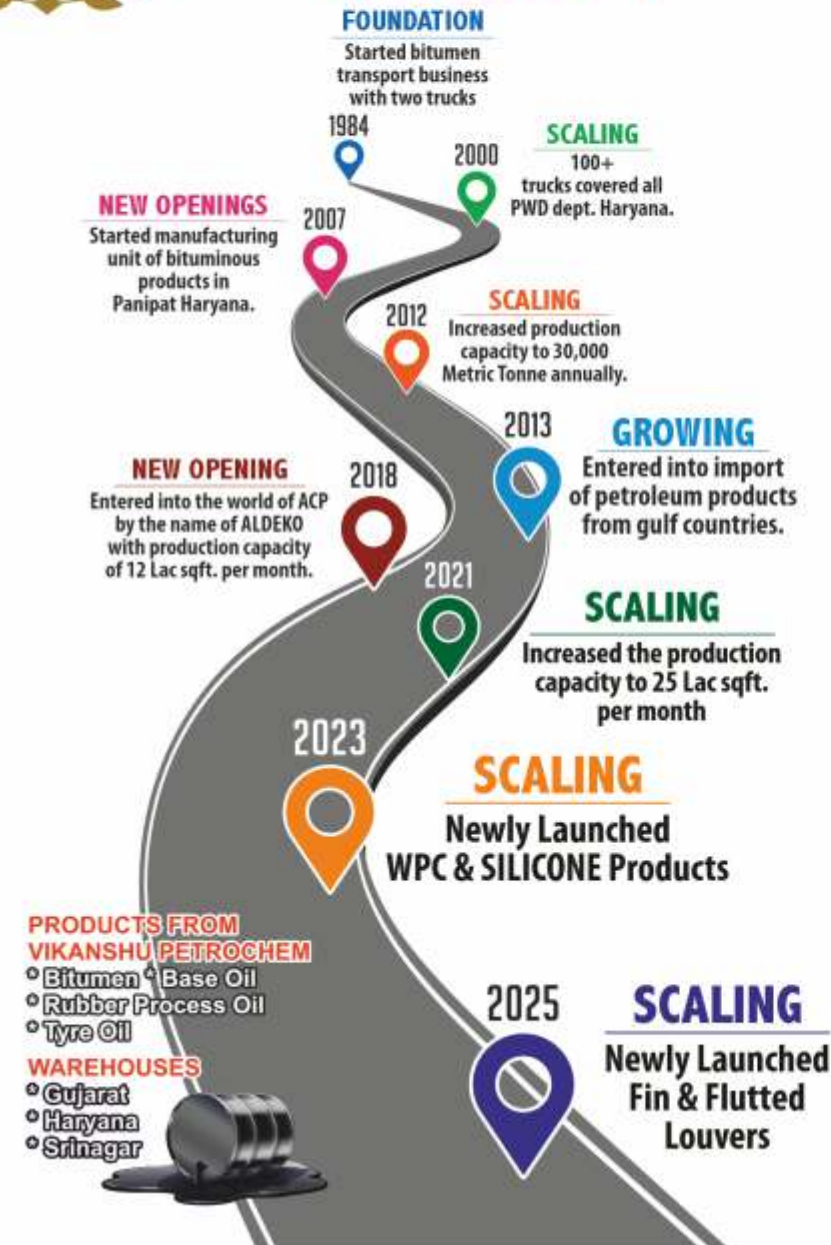 FOUNDATION
Started bitumen
transport business
with two trucks
1984
2000
SCALING
100+
trucks covered all
PWD dept. Haryana.
NEW OPENINGS
Started manufacturing
unit of bituminous
products in
Panipat Haryana.
2007
2012
SCALING
Increased production
capacity to 30,000
Metric Tonne annually.
2013
GROWING
Entered into import
of petroleum products
from gulf countries.
NEW OPENING
Entered into the world of ACP
by the name of ALDEKO
with production capacity
of 12 Lac sqft. per month.
2018
2021
SCALING
Increased the production
capacity to 25 Lac sqft.
per month
2023
SCALING
Newly Launched
WPC & SILICONE Products
PRODUCTS FROM
VIKANSHU PETROCHEM
* Bitumen * Base Oil
* Rubber Process Oil
* Tyre Oil
WAREHOUSES
* Gujarat
* Haryana
* Srinagar
2025
SCALING
Newly Launched
Fin & Flutted
Louvers